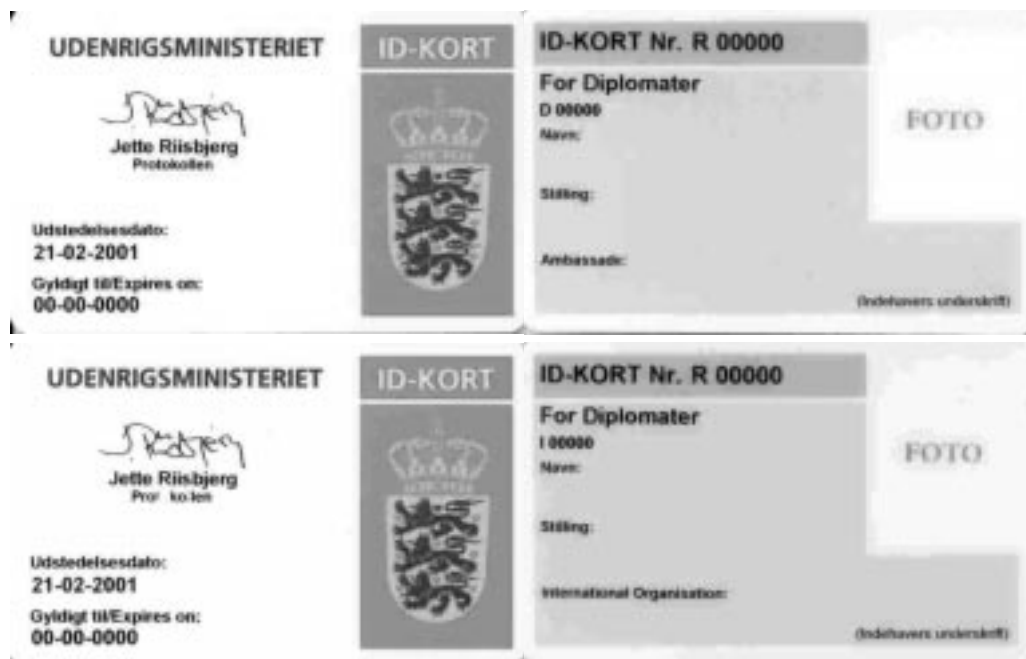 UDENRIGSMINISTERIET
Jette Riisbjerg
Protokollen
Udstedelsesdato:
21-02-2001
Gyldigt til/Expires on:
00-00-0000
ID-KORT
ID-KORT Nr. R 00000
For Diplomater
D 00000
Navn:
FOTO
Stilling:
Ambassade:
(Indehavers underskrift)
UDENRIGSMINISTERIET
Jette Riisbjerg
Udstedelsesdato:
21-02-2001
Gyldigt til/Expires on:
00-00-0000
ID-KORT
ID-KORT Nr. R 00000
For Diplomater
I 00000
Navn:
FOTO
Stilling:
International Organisation:
(Indehavers underskrift)